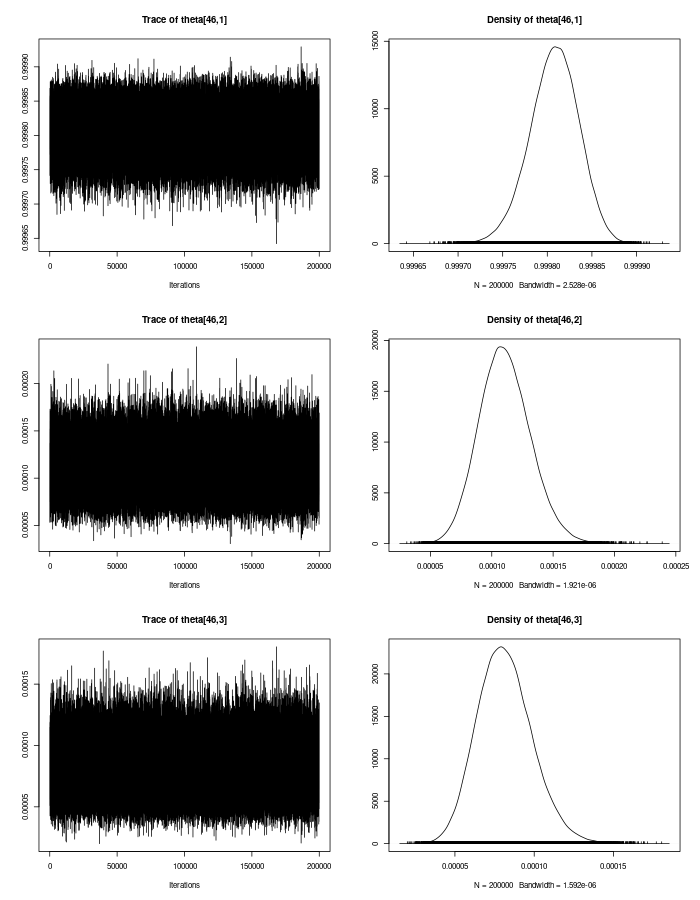 Trace of theta[46,1]
0.99965 0.99970 0.99975 0.99980 0.99985 0.99990
0 50000 100000 150000 200000
Iterations
Density of theta[46,1]
0 5000 10000 15000
0.99965 0.99970 0.99975 0.99980 0.99985 0.99990
N = 200000 Bandwidth = 2.528e-06
Trace of theta[46,2]
0.00005 0.00010 0.00015 0.00020
0 50000 100000 150000 200000
Iterations
Density of theta[46,2]
0 5000 10000 15000 20000
0.00005 0.00010 0.00015 0.00020 0.00025
N = 200000 Bandwidth = 1.921e-06
Trace of theta[46,3]
0.00005 0.00010 0.00015
0 50000 100000 150000 200000
Iterations
Density of theta[46,3]
0 5000 10000 15000 20000
0.00005 0.00010 0.00015
N = 200000 Bandwidth = 1.592e-06